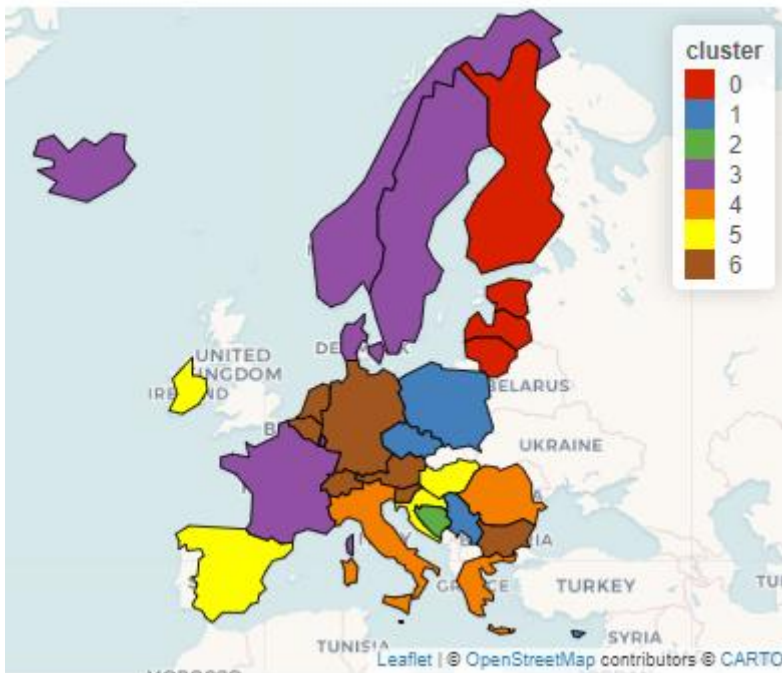 cluster
0
1
2
3
4
5
6
UNITED
KINGDOM
BELARUS
UKRAINE
TURKEY
SYRIA
TUNISIA
Leaflet | © OpenStreetMap contributors © CARTO